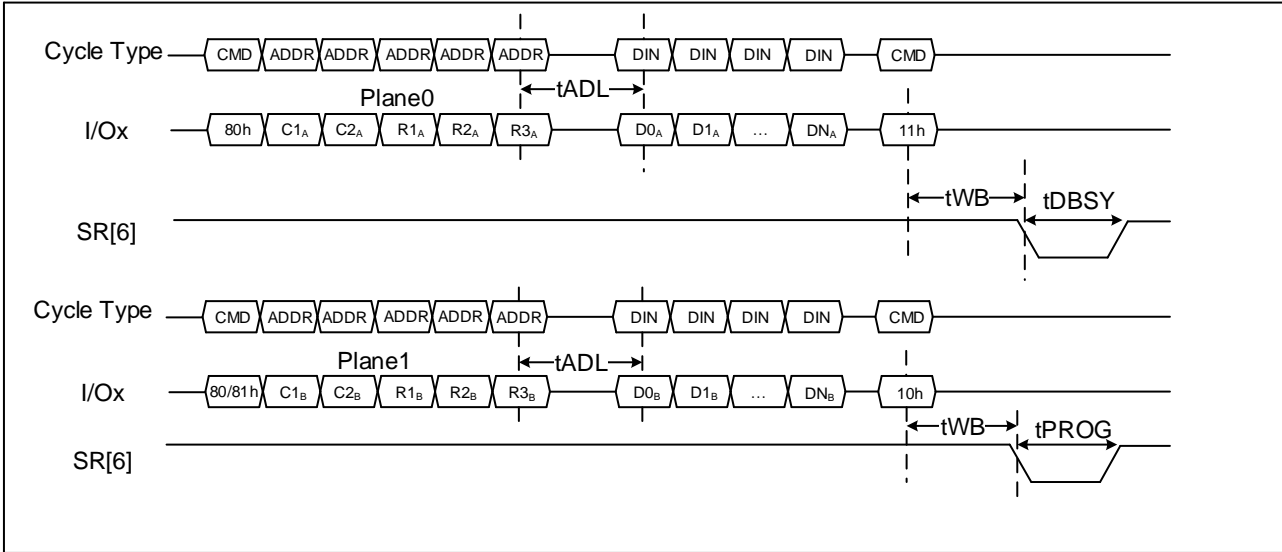 Cycle Type CMD ADDR ADDR ADDR ADDR ADDR DIN DIN DIN DIN CMD
tADL
Plane0
I/Ox 80h C1A C2A R1A R2A R3A D0A D1A … DNA 11h
tWB tDBSY
SR[6]
Cycle Type CMD ADDR ADDR ADDR ADDR ADDR DIN DIN DIN DIN CMD
Plane1 tADL
I/Ox 80/81h C1B C2B R1B R2B R3B D0B D1B … DNB 10h
tWB tPROG
SR[6]